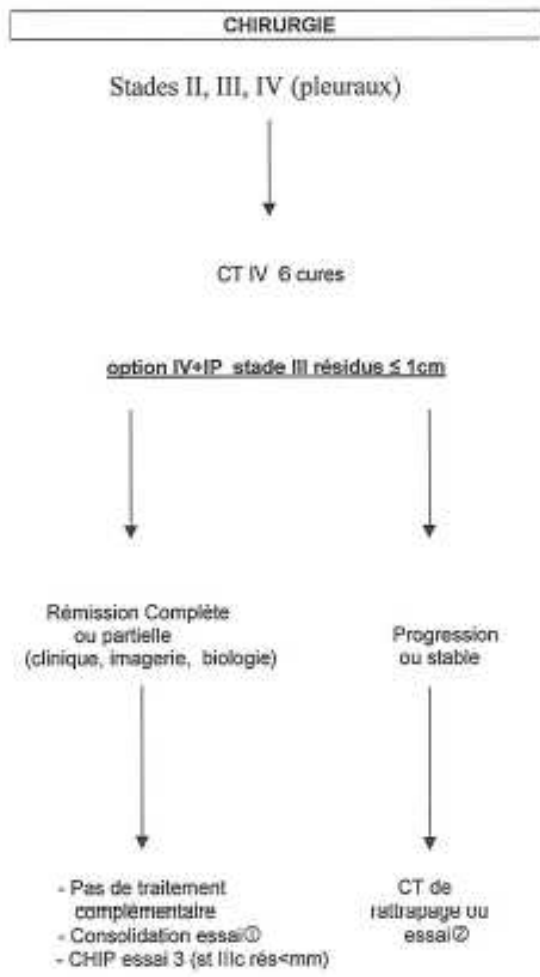 CHIRURGIE
Stades II, III, IV (pleuraux)
CT IV 6 cures
option IV+IP stade III résidus ≤ 1cm
Rémission Complète
ou partielle
(clinique, imagerie, biologie)
Progression
ou stable
- Pas de traitement
complémentaire
- Consolidation essai①
- CHIP essai 3 (st IIIc rés<mm)
CT de
rattrapage ou
essai②